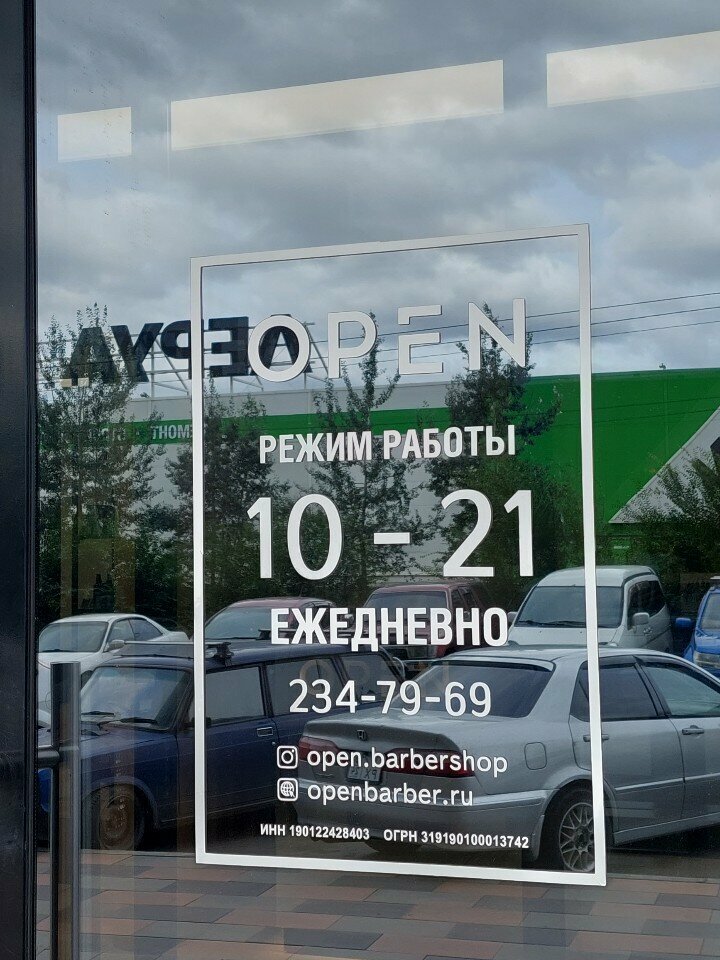 OPEN
РЕЖИМ РАБОТЫ
10 - 21
ЕЖЕДНЕВНО
234-79-69
open.barbershop
openbarber.ru
ИНН 190122428403 ОГРН 319190100013742